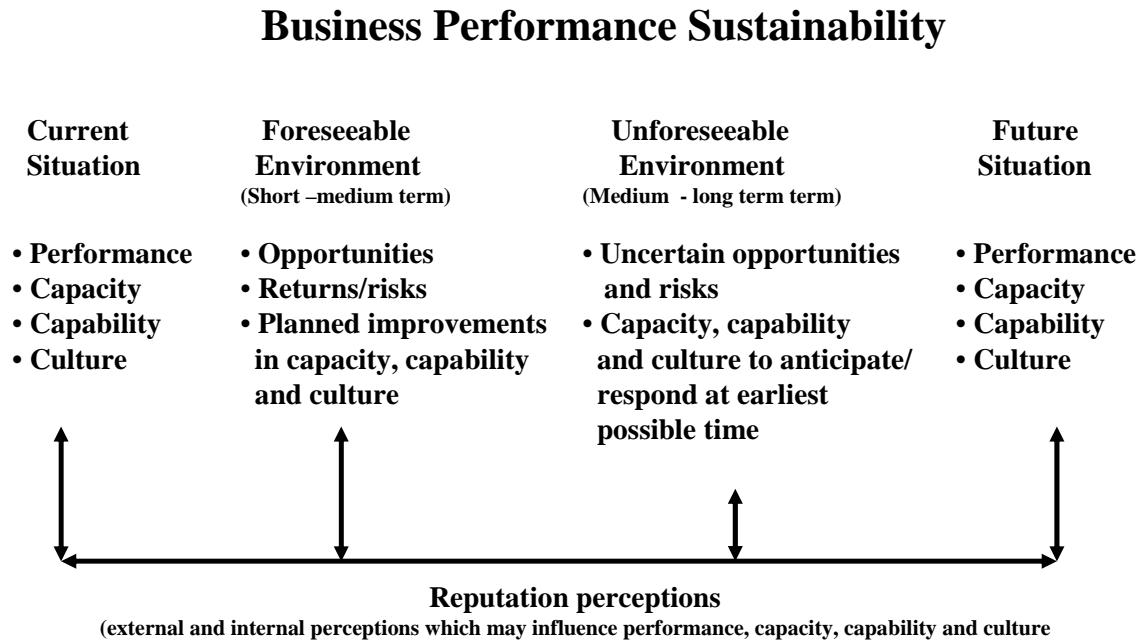 Business Performance Sustainability
Current
Situation
Foreseeable
Environment
(Short –medium term)
Unforeseeable
Environment
(Medium - long term term)
Future
Situation
• Performance
• Capacity
• Capability
• Culture
• Opportunities
• Returns/risks
• Planned improvements
in capacity, capability
and culture
• Uncertain opportunities
and risks
• Capacity, capability
and culture to anticipate/
respond at earliest
possible time
• Performance
• Capacity
• Capability
• Culture
Reputation perceptions
(external and internal perceptions which may influence performance, capacity, capability and culture